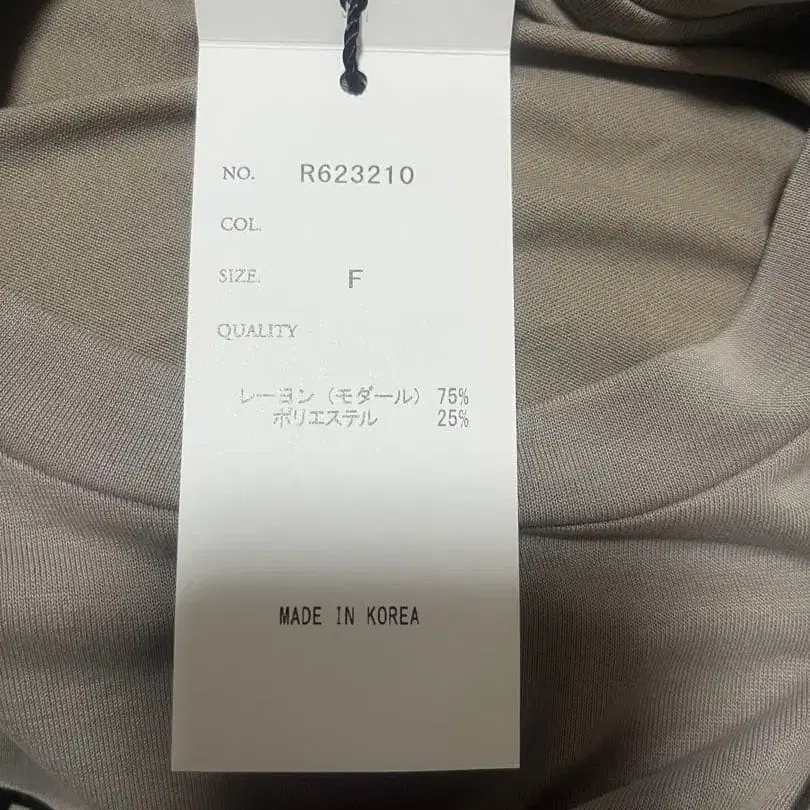 NO. R623210
COL.
SIZE. F
QUALITY
レーヨン（モダール） 75%
ポリエステル 25%
MADE IN KOREA